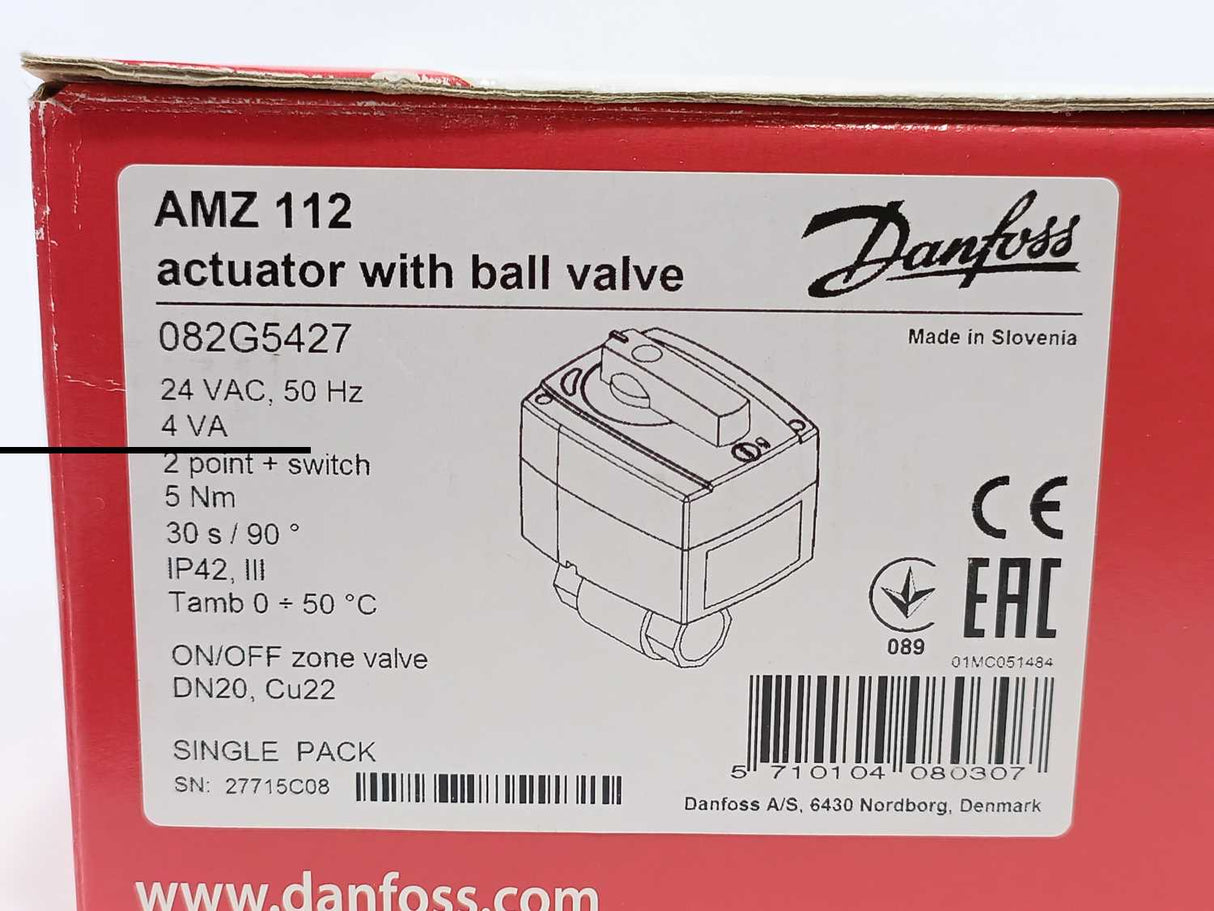 AMZ 112
actuator with ball valve
Danfoss
082G5427
Made in Slovenia
24 VAC, 50 Hz
4 VA
2 point + switch
5 Nm
30 s / 90 °
IP42, III
Tamb 0 ÷ 50 °C
CE
EAC
089
01MC051484
ON/OFF zone valve
DN20, Cu22
SINGLE PACK
SN: 27715C08
5 710104 080307
Danfoss A/S, 6430 Nordborg, Denmark
www.danfoss.com